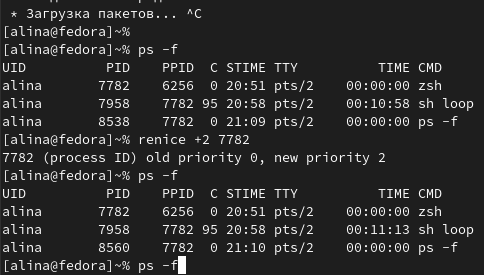 * Загрузка пакетов... ^C
[alina@fedora]~%
[alina@fedora]~% ps -f
UID          PID    PPID  C STIME TTY          TIME CMD
alina       7782    6256  0 20:51 pts/2    00:00:00 zsh
alina       7958    7782 95 20:58 pts/2    00:10:58 sh loop
alina       8538    7782  0 21:09 pts/2    00:00:00 ps -f
[alina@fedora]~% renice +2 7782
7782 (process ID) old priority 0, new priority 2
[alina@fedora]~% ps -f
UID          PID    PPID  C STIME TTY          TIME CMD
alina       7782    6256  0 20:51 pts/2    00:00:00 zsh
alina       7958    7782 95 20:58 pts/2    00:11:13 sh loop
alina       8560    7782  0 21:10 pts/2    00:00:00 ps -f
[alina@fedora]~% ps -f